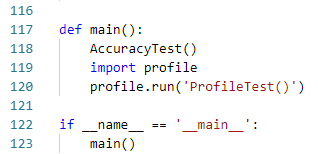 116
117 def main():
118     AccuracyTest()
119     import profile
120     profile.run('ProfileTest()')
121
122 if __name__ == '__main__':
123     main()